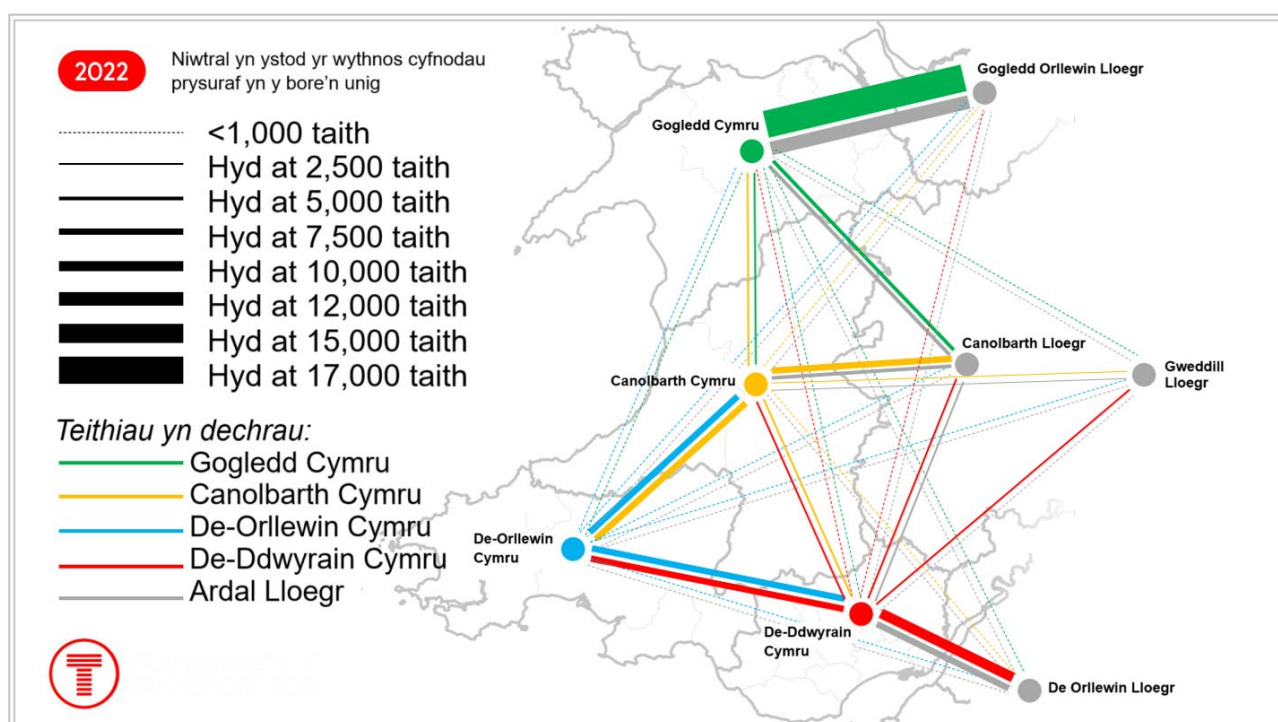 2022
Niwtral yn ystod yr wythnos cyfnodau
prysuraf yn y bore’n unig
<1,000 taith
Hyd at 2,500 taith
Hyd at 5,000 taith
Hyd at 7,500 taith
Hyd at 10,000 taith
Hyd at 12,000 taith
Hyd at 15,000 taith
Hyd at 17,000 taith
Teithiau yn dechrau:
Gogledd Cymru
Canolbarth Cymru
De-Orllewin Cymru
De-Ddwyrain Cymru
Ardal Lloegr
Gogledd Orllewin Lloegr
Gogledd Cymru
Canolbarth Lloegr
Canolbarth Cymru
Gweddill
Lloegr
De-Orllewin
Cymru
De-Ddwyrain
Cymru
De Orllewin Lloegr